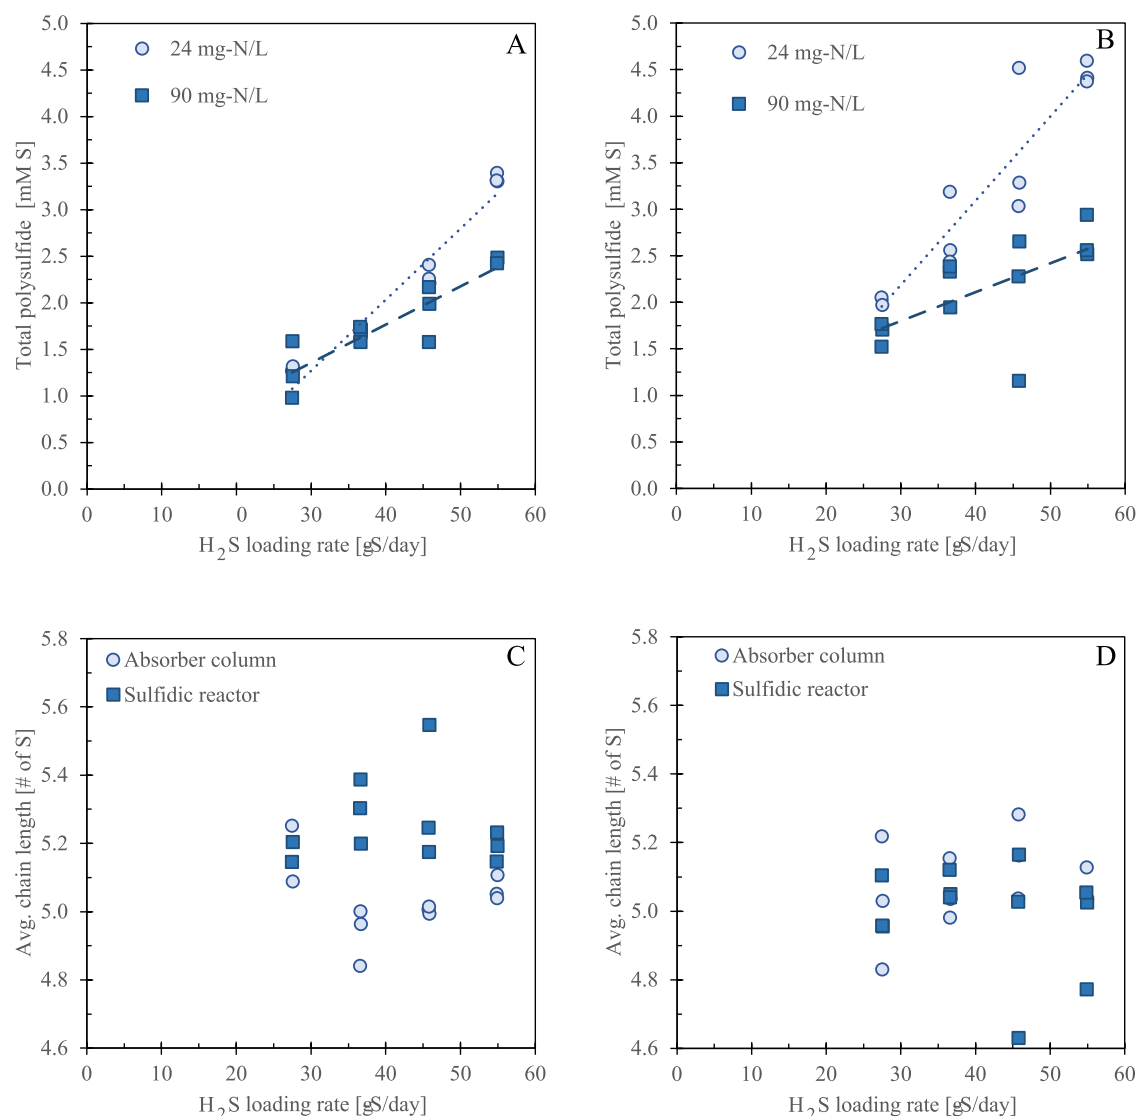 A
24 mg-N/L
90 mg-N/L
Total polysulfide [mM S]
5.0
4.5
4.0
3.5
3.0
2.5
2.0
1.5
1.0
0.5
0.0
0 10 0 30 40 50 60
H2S loading rate [gS/day]
B
24 mg-N/L
90 mg-N/L
Total polysulfide [mM S]
5.0
4.5
4.0
3.5
3.0
2.5
2.0
1.5
1.0
0.5
0.0
0 10 20 30 40 50 60
H2S loading rate [gS/day]
C
Absorber column
Sulfidic reactor
Avg. chain length [# of S]
5.8
5.6
5.4
5.2
5.0
4.8
4.6
0 10 0 30 40 50 60
H2S loading rate [gS/day]
D
Absorber column
Sulfidic reactor
Avg. chain length [# of S]
5.8
5.6
5.4
5.2
5.0
4.8
4.6
0 10 20 30 40 50 60
H2S loading rate [gS/day]